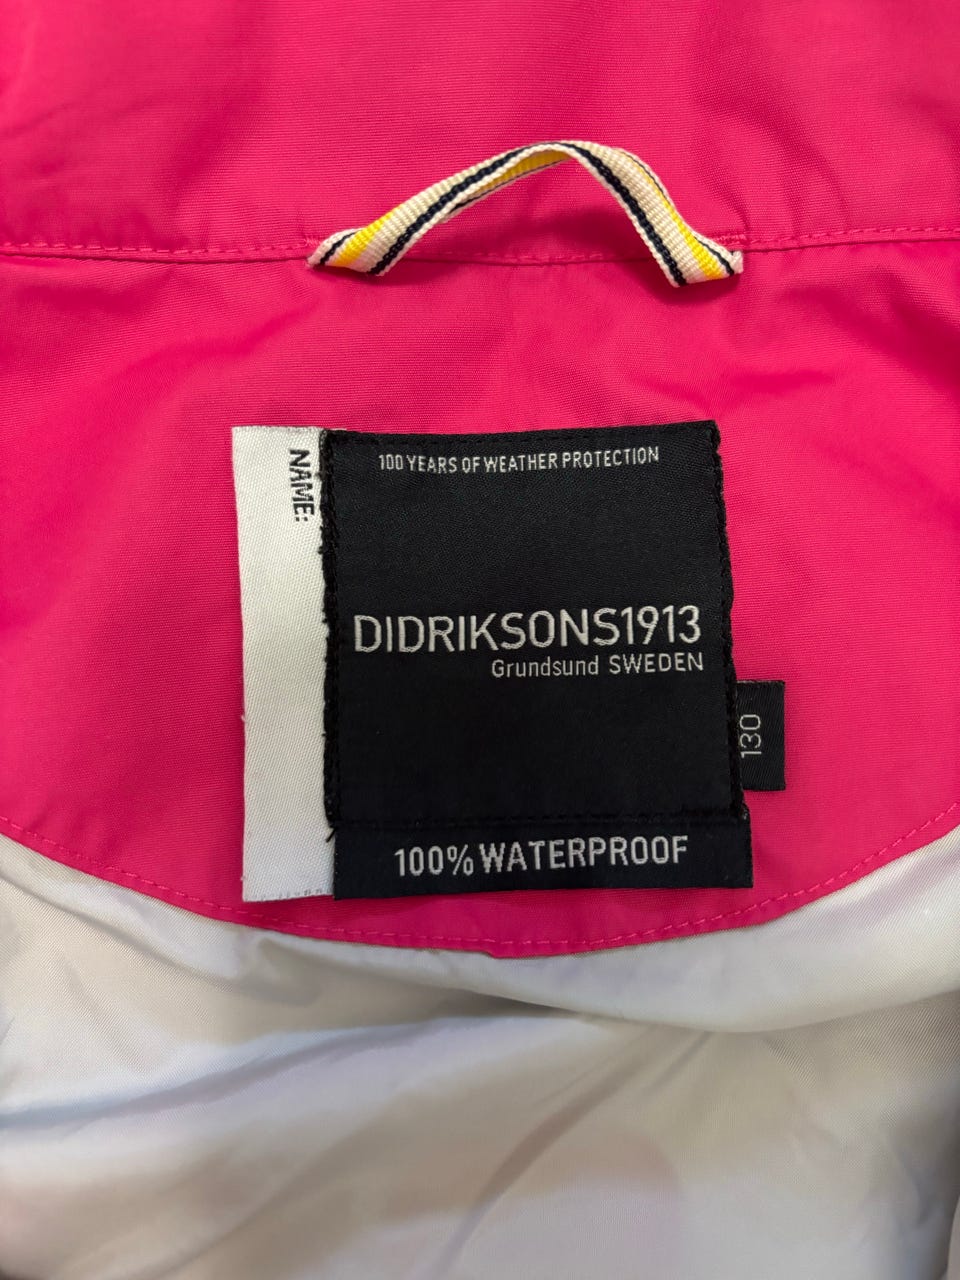 NAME:
100 YEARS OF WEATHER PROTECTION
DIDRIKSONS1913
Grundsund SWEDEN
130
100% WATERPROOF